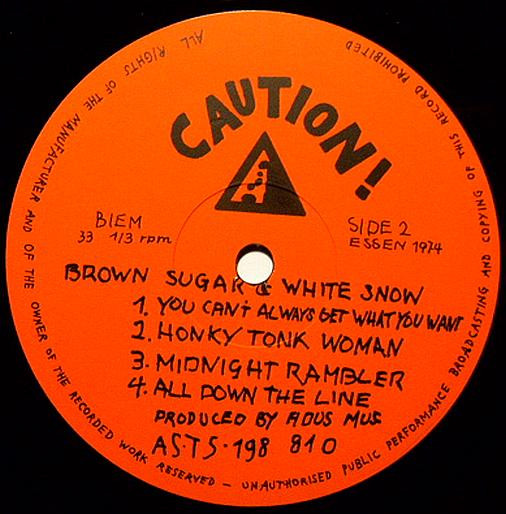 CAUTION!
BIEM
33 1/3 rpm
SIDE 2
ESSEN 1974
BROWN SUGAR & WHITE SNOW
1. YOU CAN'T ALWAYS GET WHAT YOU WANT
2. HONKY TONK WOMAN
3. MIDNIGHT RAMBLER
4. ALL DOWN THE LINE
PRODUCED BY ADUS MUS
A.S.T.S. 198 810
ALL RIGHTS OF THE MANUFACTURER AND OF THE OWNER OF THE RECORDED WORK RESERVED - UNAUTHORISED PUBLIC PERFORMANCE BROADCASTING AND COPYING OF THIS RECORD PROHIBITED